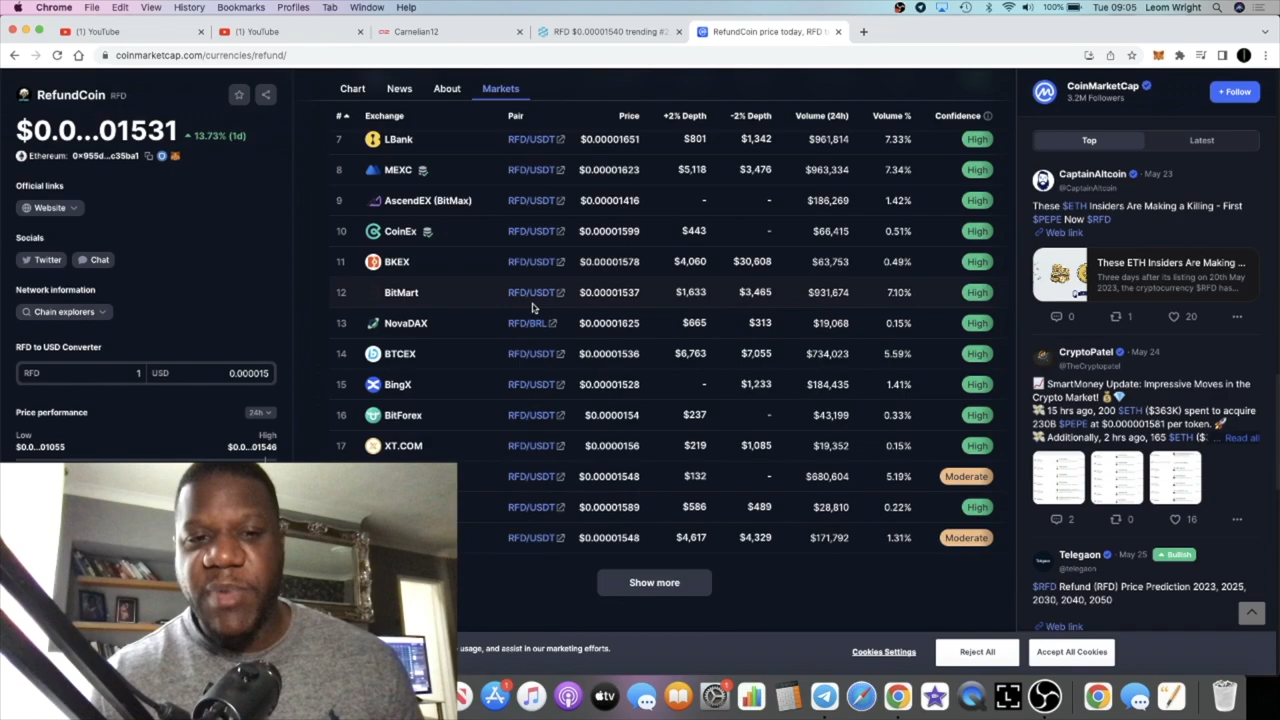 Chrome File Edit View History Bookmarks Profiles Tab Window Help 100% Tue 09:05 Leom Wright
(1) YouTube (1) YouTube Carnelian12 RFD $0.00001540 trending #2 RefundCoin price today, RFD t
coinmarketcap.com/currencies/refund/
RefundCoin RFD
$0.0...01531 13.73% (1d)
Ethereum: 0x955d...c35ba1
Official links
Website
Socials
Twitter Chat
Network information
Chain explorers
RFD to USD Converter
RFD 1 USD 0.000015
Price performance 24h
Low High
$0.0...01055 $0.0...01546
Chart News About Markets
# Exchange Pair Price +2% Depth -2% Depth Volume (24h) Volume % Confidence
7 LBank RFD/USDT $0.00001651 $801 $1,342 $961,814 7.33% High
8 MEXC RFD/USDT $0.00001623 $5,118 $3,476 $963,334 7.34% High
9 AscendEX (BitMax) RFD/USDT $0.00001416 - - $186,269 1.42% High
10 CoinEx RFD/USDT $0.00001599 $443 - $66,415 0.51% High
11 BKEX RFD/USDT $0.00001578 $4,060 $30,608 $63,753 0.49% High
12 BitMart RFD/USDT $0.00001537 $1,633 $3,465 $931,674 7.10% High
13 NovaDAX RFD/BRL $0.00001625 $665 $313 $19,068 0.15% High
14 BTCEX RFD/USDT $0.00001536 $6,763 $7,055 $734,023 5.59% High
15 BingX RFD/USDT $0.00001528 - $1,233 $184,435 1.41% High
16 BitForex RFD/USDT $0.0000154 $237 - $43,199 0.33% High
17 XT.COM RFD/USDT $0.0000156 $219 $1,085 $19,352 0.15% High
RFD/USDT $0.00001548 $132 - $680,604 5.19% Moderate
RFD/USDT $0.00001589 $586 $489 $28,810 0.22% High
RFD/USDT $0.00001548 $4,617 $4,329 $171,792 1.31% Moderate
Show more
CoinMarketCap
3.2M Followers
+ Follow
Top Latest
CaptainAltcoin · May 23
@CaptainAltcoin
These $ETH Insiders Are Making a Killing - First
$PEPE Now $RFD
Web link
These ETH Insiders Are Making ...
Three days after its listing on 20th May
2023, the cryptocurrency $RFD has...
0 1 20
CryptoPatel · May 24
@TheCryptopatel
SmartMoney Update: Impressive Moves in the
Crypto Market!
15 hrs ago, 200 $ETH ($363K) spent to acquire
230B $PEPE at $0.000001581 per token.
Additionally, 2 hrs ago, 165 $ETH ($: ... Read all
2 0 16
Telegaon · May 25 Bullish
@telegaon
$RFD Refund (RFD) Price Prediction 2023, 2025,
2030, 2040, 2050
Web link
usage, and assist in our marketing efforts.
Cookies Settings Reject All Accept All Cookies
tv